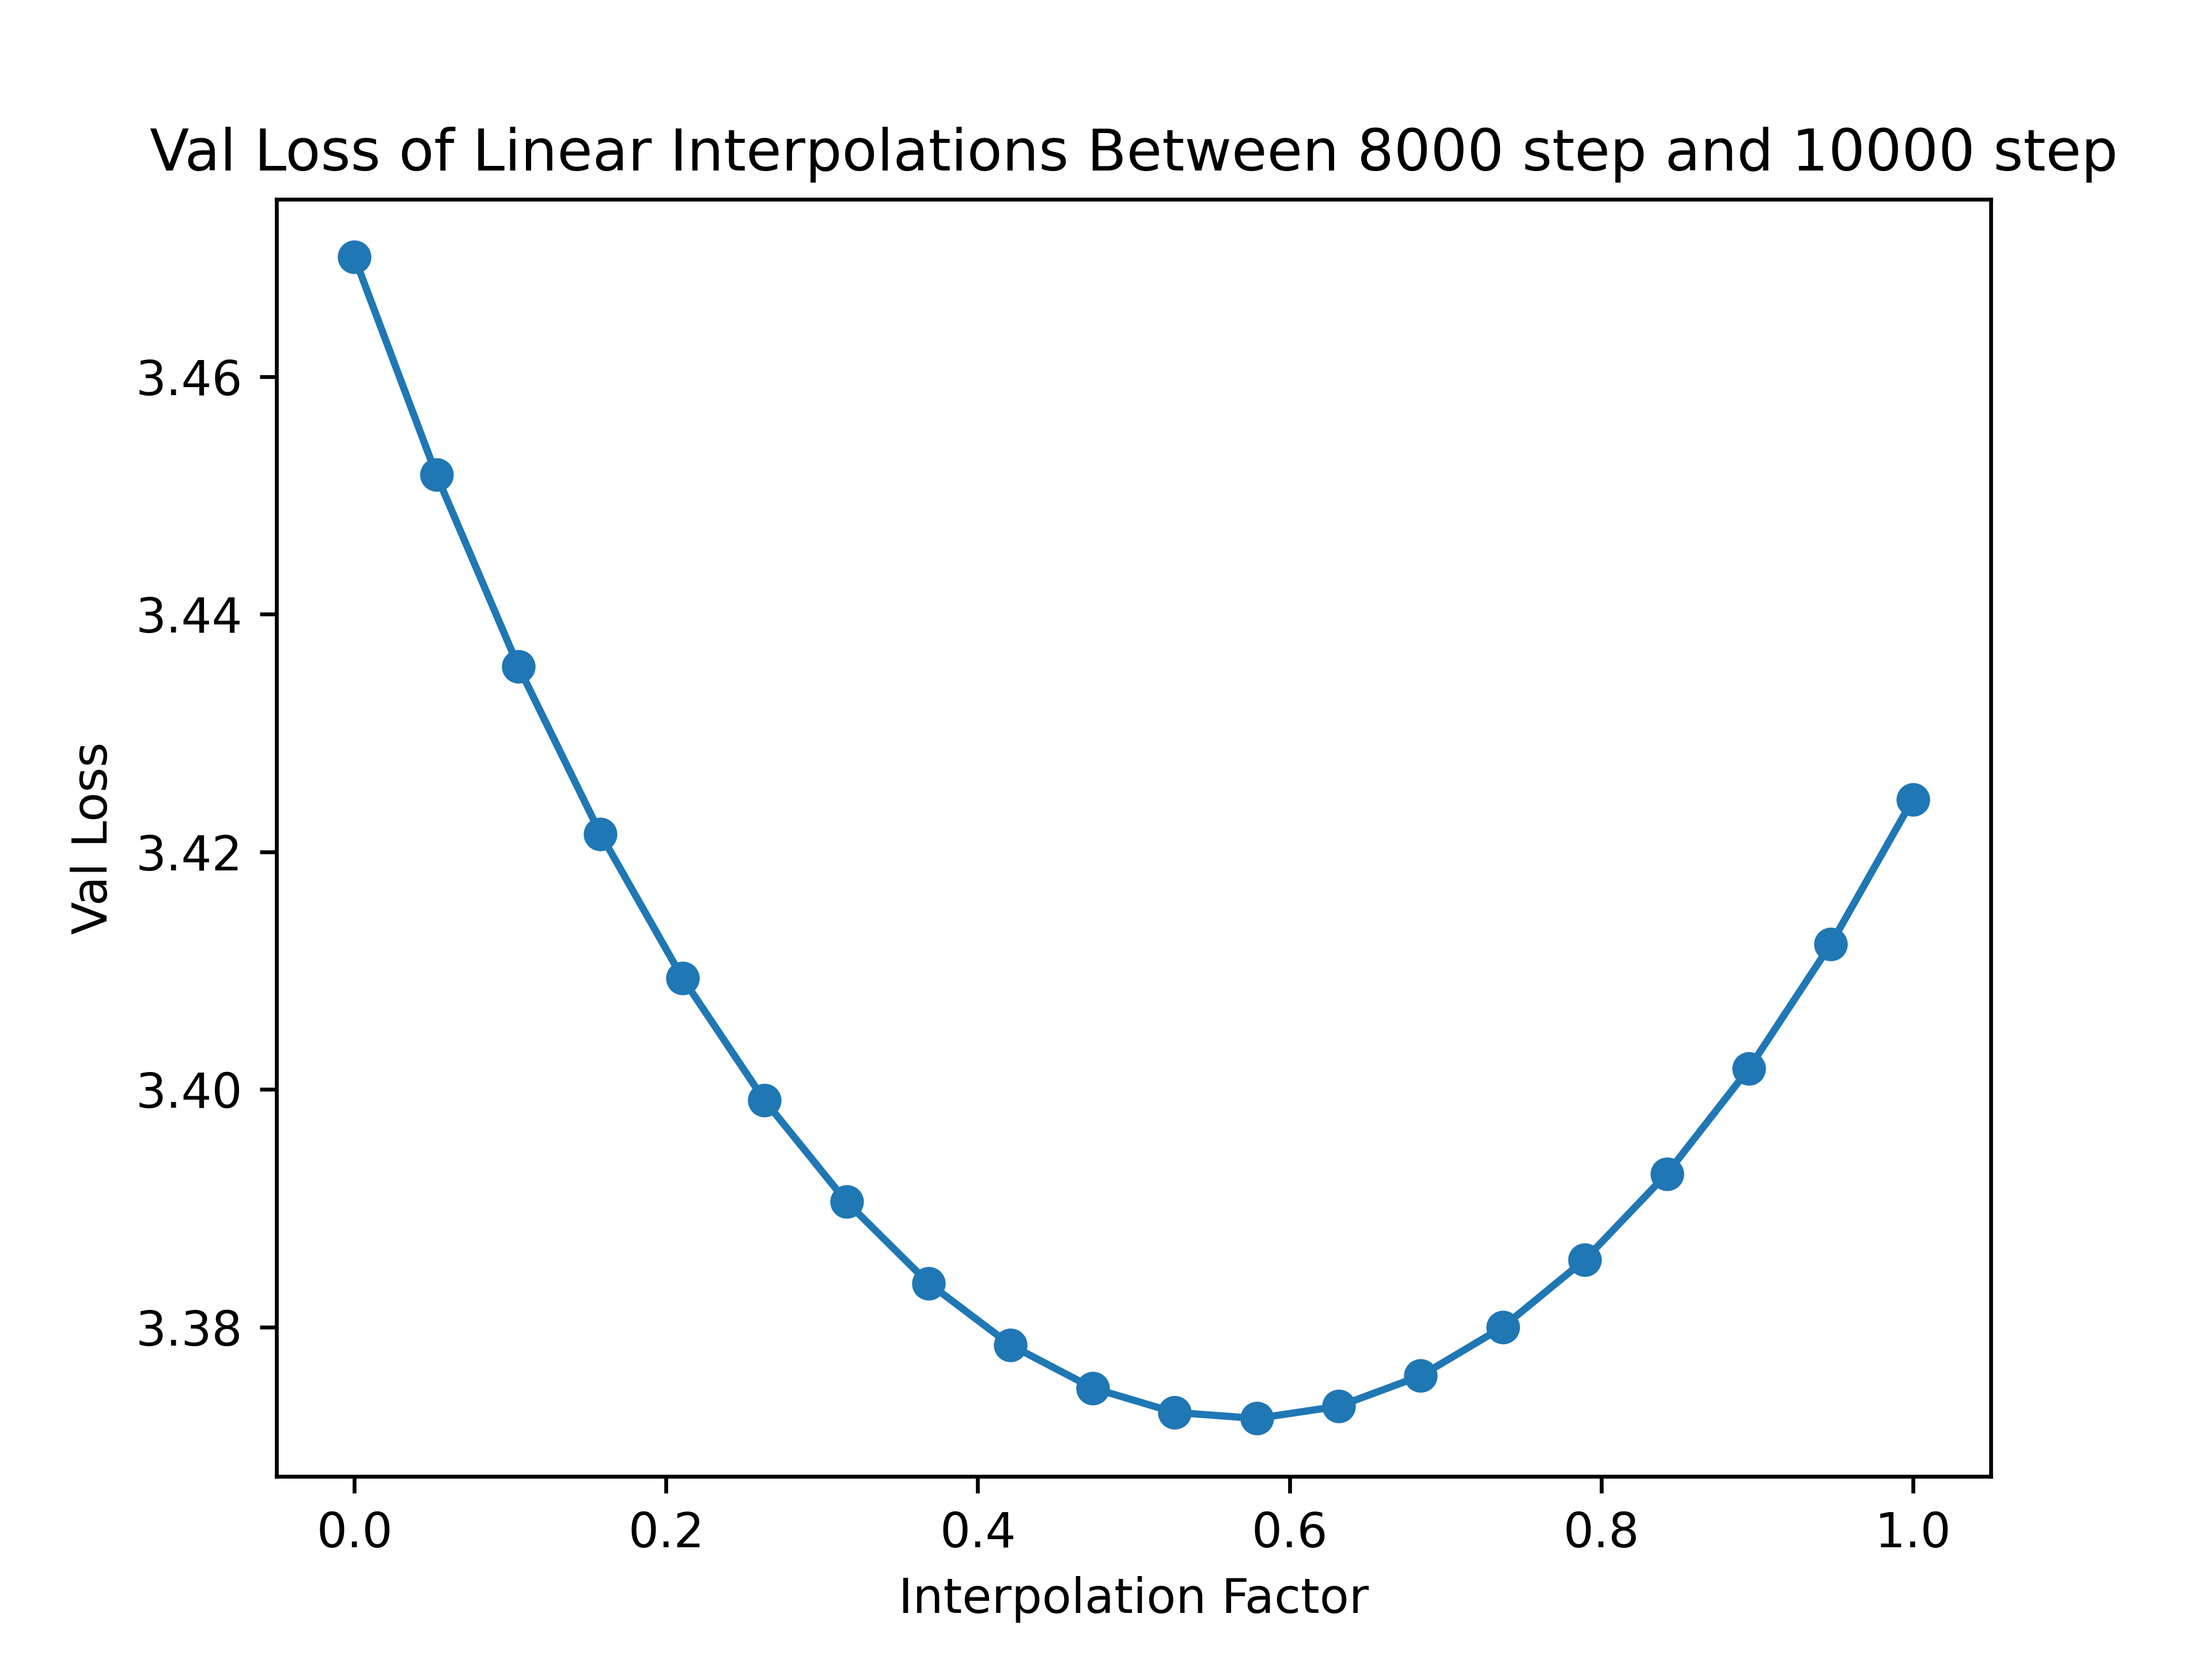 Val Loss of Linear Interpolations Between 8000 step and 10000 step
3.46
3.44
3.42
3.40
3.38
Val Loss
0.0 0.2 0.4 0.6 0.8 1.0
Interpolation Factor